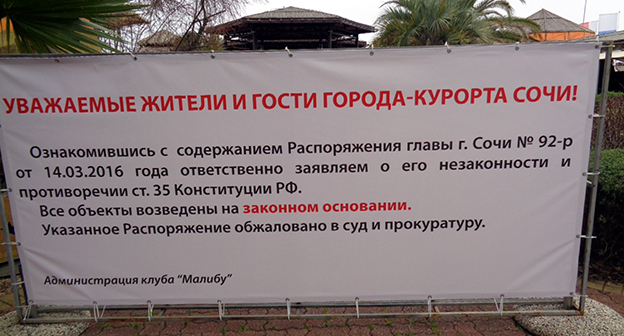 УВАЖАЕМЫЕ ЖИТЕЛИ И ГОСТИ ГОРОДА-КУРОРТА СОЧИ!
Ознакомившись с содержанием Распоряжения главы г. Сочи № 92-р
от 14.03.2016 года ответственно заявляем о его незаконности и
противоречии ст. 35 Конституции РФ.
Все объекты возведены на законном основании.
Указанное Распоряжение обжаловано в суд и прокуратуру.
Администрация клуба “Малибу”